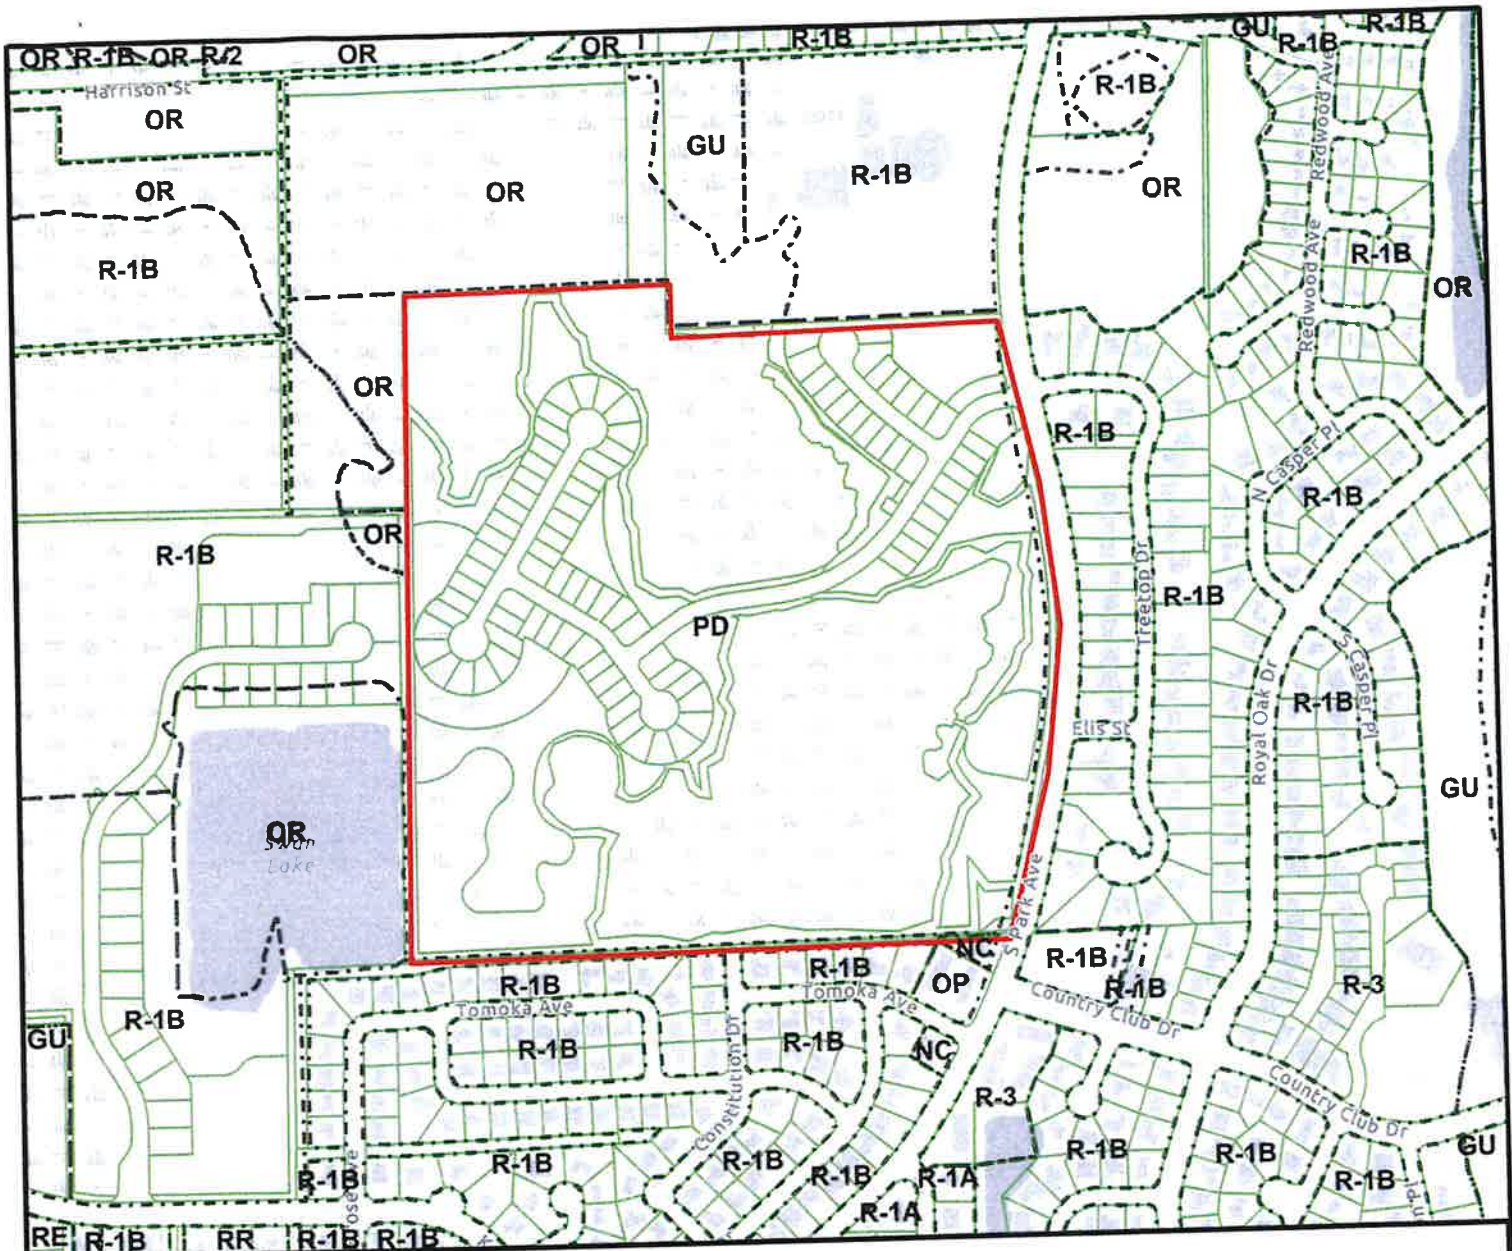 OR R-1B OR R-2 OR OR R-1B GU R-1B R-1B
Harrison St
OR
R-1B
Redwood Ave
GU
R-1B
OR
OR
OR
R-1B
Redwood Ave
R-1B
OR
OR
R-1B
N Casper Pl
R-1B
OR
R-1B
Treetop Dr
R-1B
PD
S Casper Pl
R-1B
Royal Oak Dr
Elis St
GU
OR
Swan
Lake
S Park Ave
NC
R-1B
OP
R-1B
R-1B
R-1B
R-3
Tomoka Ave
Tomoka Ave
Country Club Dr
R-1B
GU
R-1B
R-1B
NC
Constitution Dr
R-3
Country Club Dr
R-1B
R-1B
R-1B
R-1B
R-1B
R-1A
R-1B
R-1B
R-1B
GU
R-1A
RE R-1B RR R-1B R-1B